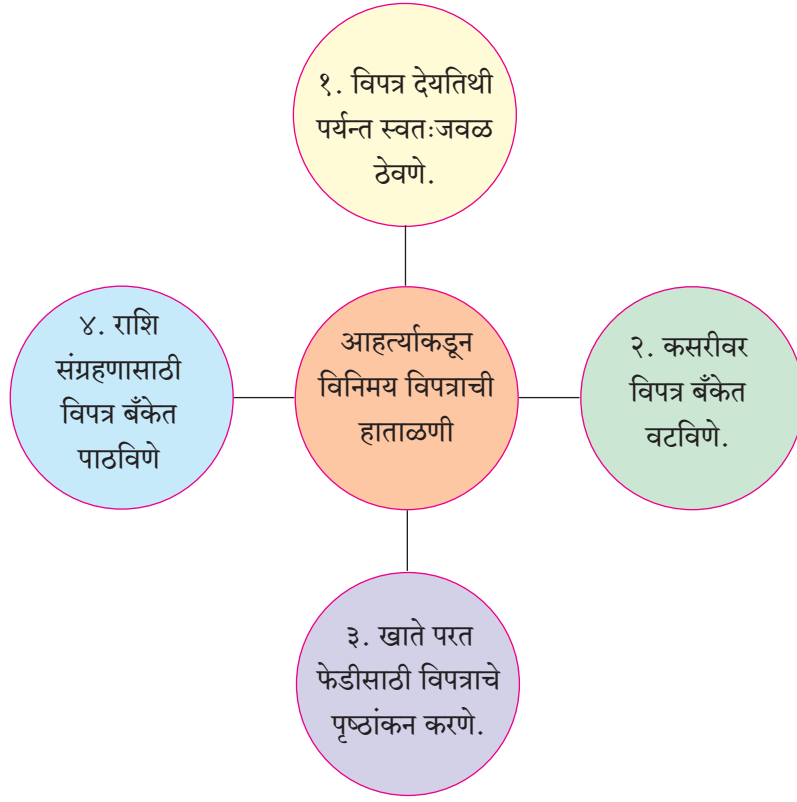 १. विपत्र देयतिथी
पर्यन्त स्वतःजवळ
ठेवणे.
४. राशि
संग्रहणासाठी
विपत्र बँकेत
पाठविणे
आहर्त्याकडून
विनिमय विपत्राची
हाताळणी
२. कसरीवर
विपत्र बँकेत
वटविणे.
३. खाते परत
फेडीसाठी विपत्राचे
पृष्ठांकन करणे.